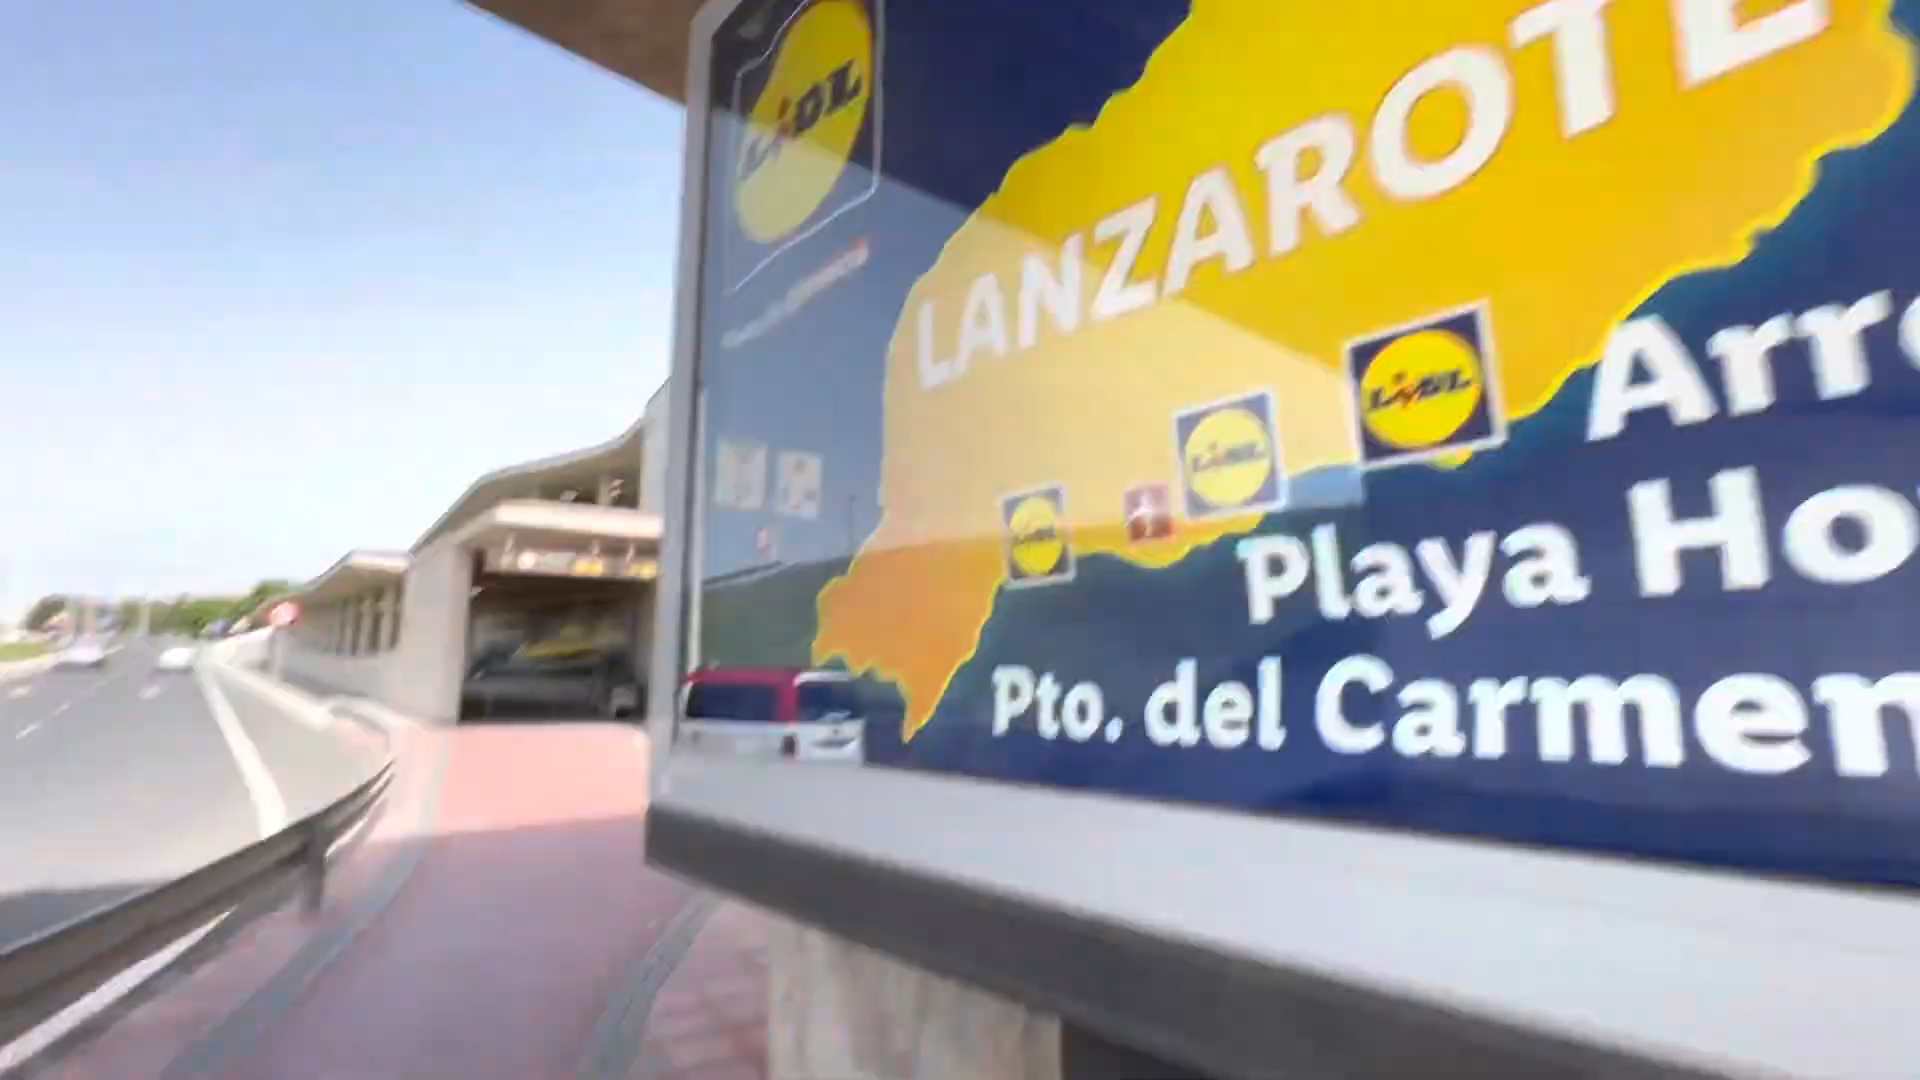 LIDL
LANZAROTE
LIDL
LIDL
LIDL
Arre
Playa Ho
Pto. del Carmen